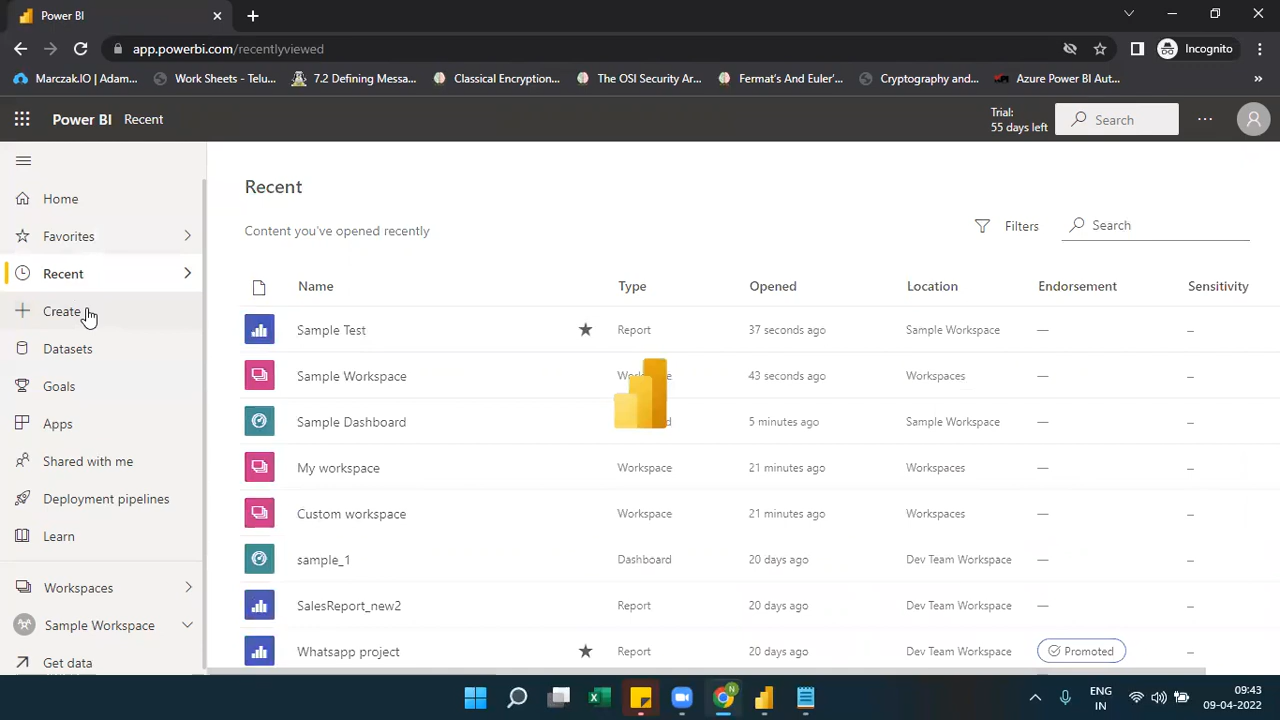 Power BI
app.powerbi.com/recentlyviewed
Incognito
Marczak.IO | Adam...
Work Sheets - Telu...
7.2 Defining Messa...
Classical Encryption...
The OSI Security Ar...
Fermat's And Euler'...
Cryptography and...
Azure Power BI Aut...
»
Power BI Recent
Trial:
55 days left
Search
Home
Favorites
Recent
Create
Datasets
Goals
Apps
Shared with me
Deployment pipelines
Learn
Workspaces
Sample Workspace
Get data
Recent
Content you've opened recently
Filters
Search
Name Type Opened Location Endorsement Sensitivity
Sample Test Report 37 seconds ago Sample Workspace — –
Sample Workspace 43 seconds ago Workspaces — –
Sample Dashboard 5 minutes ago Sample Workspace — –
My workspace Workspace 21 minutes ago Workspaces — –
Custom workspace Workspace 21 minutes ago Workspaces — –
sample_1 Dashboard 20 days ago Dev Team Workspace — –
SalesReport_new2 Report 20 days ago Dev Team Workspace — –
Whatsapp project Report 20 days ago Dev Team Workspace Promoted –
N
ENG
IN
09:43
09-04-2022